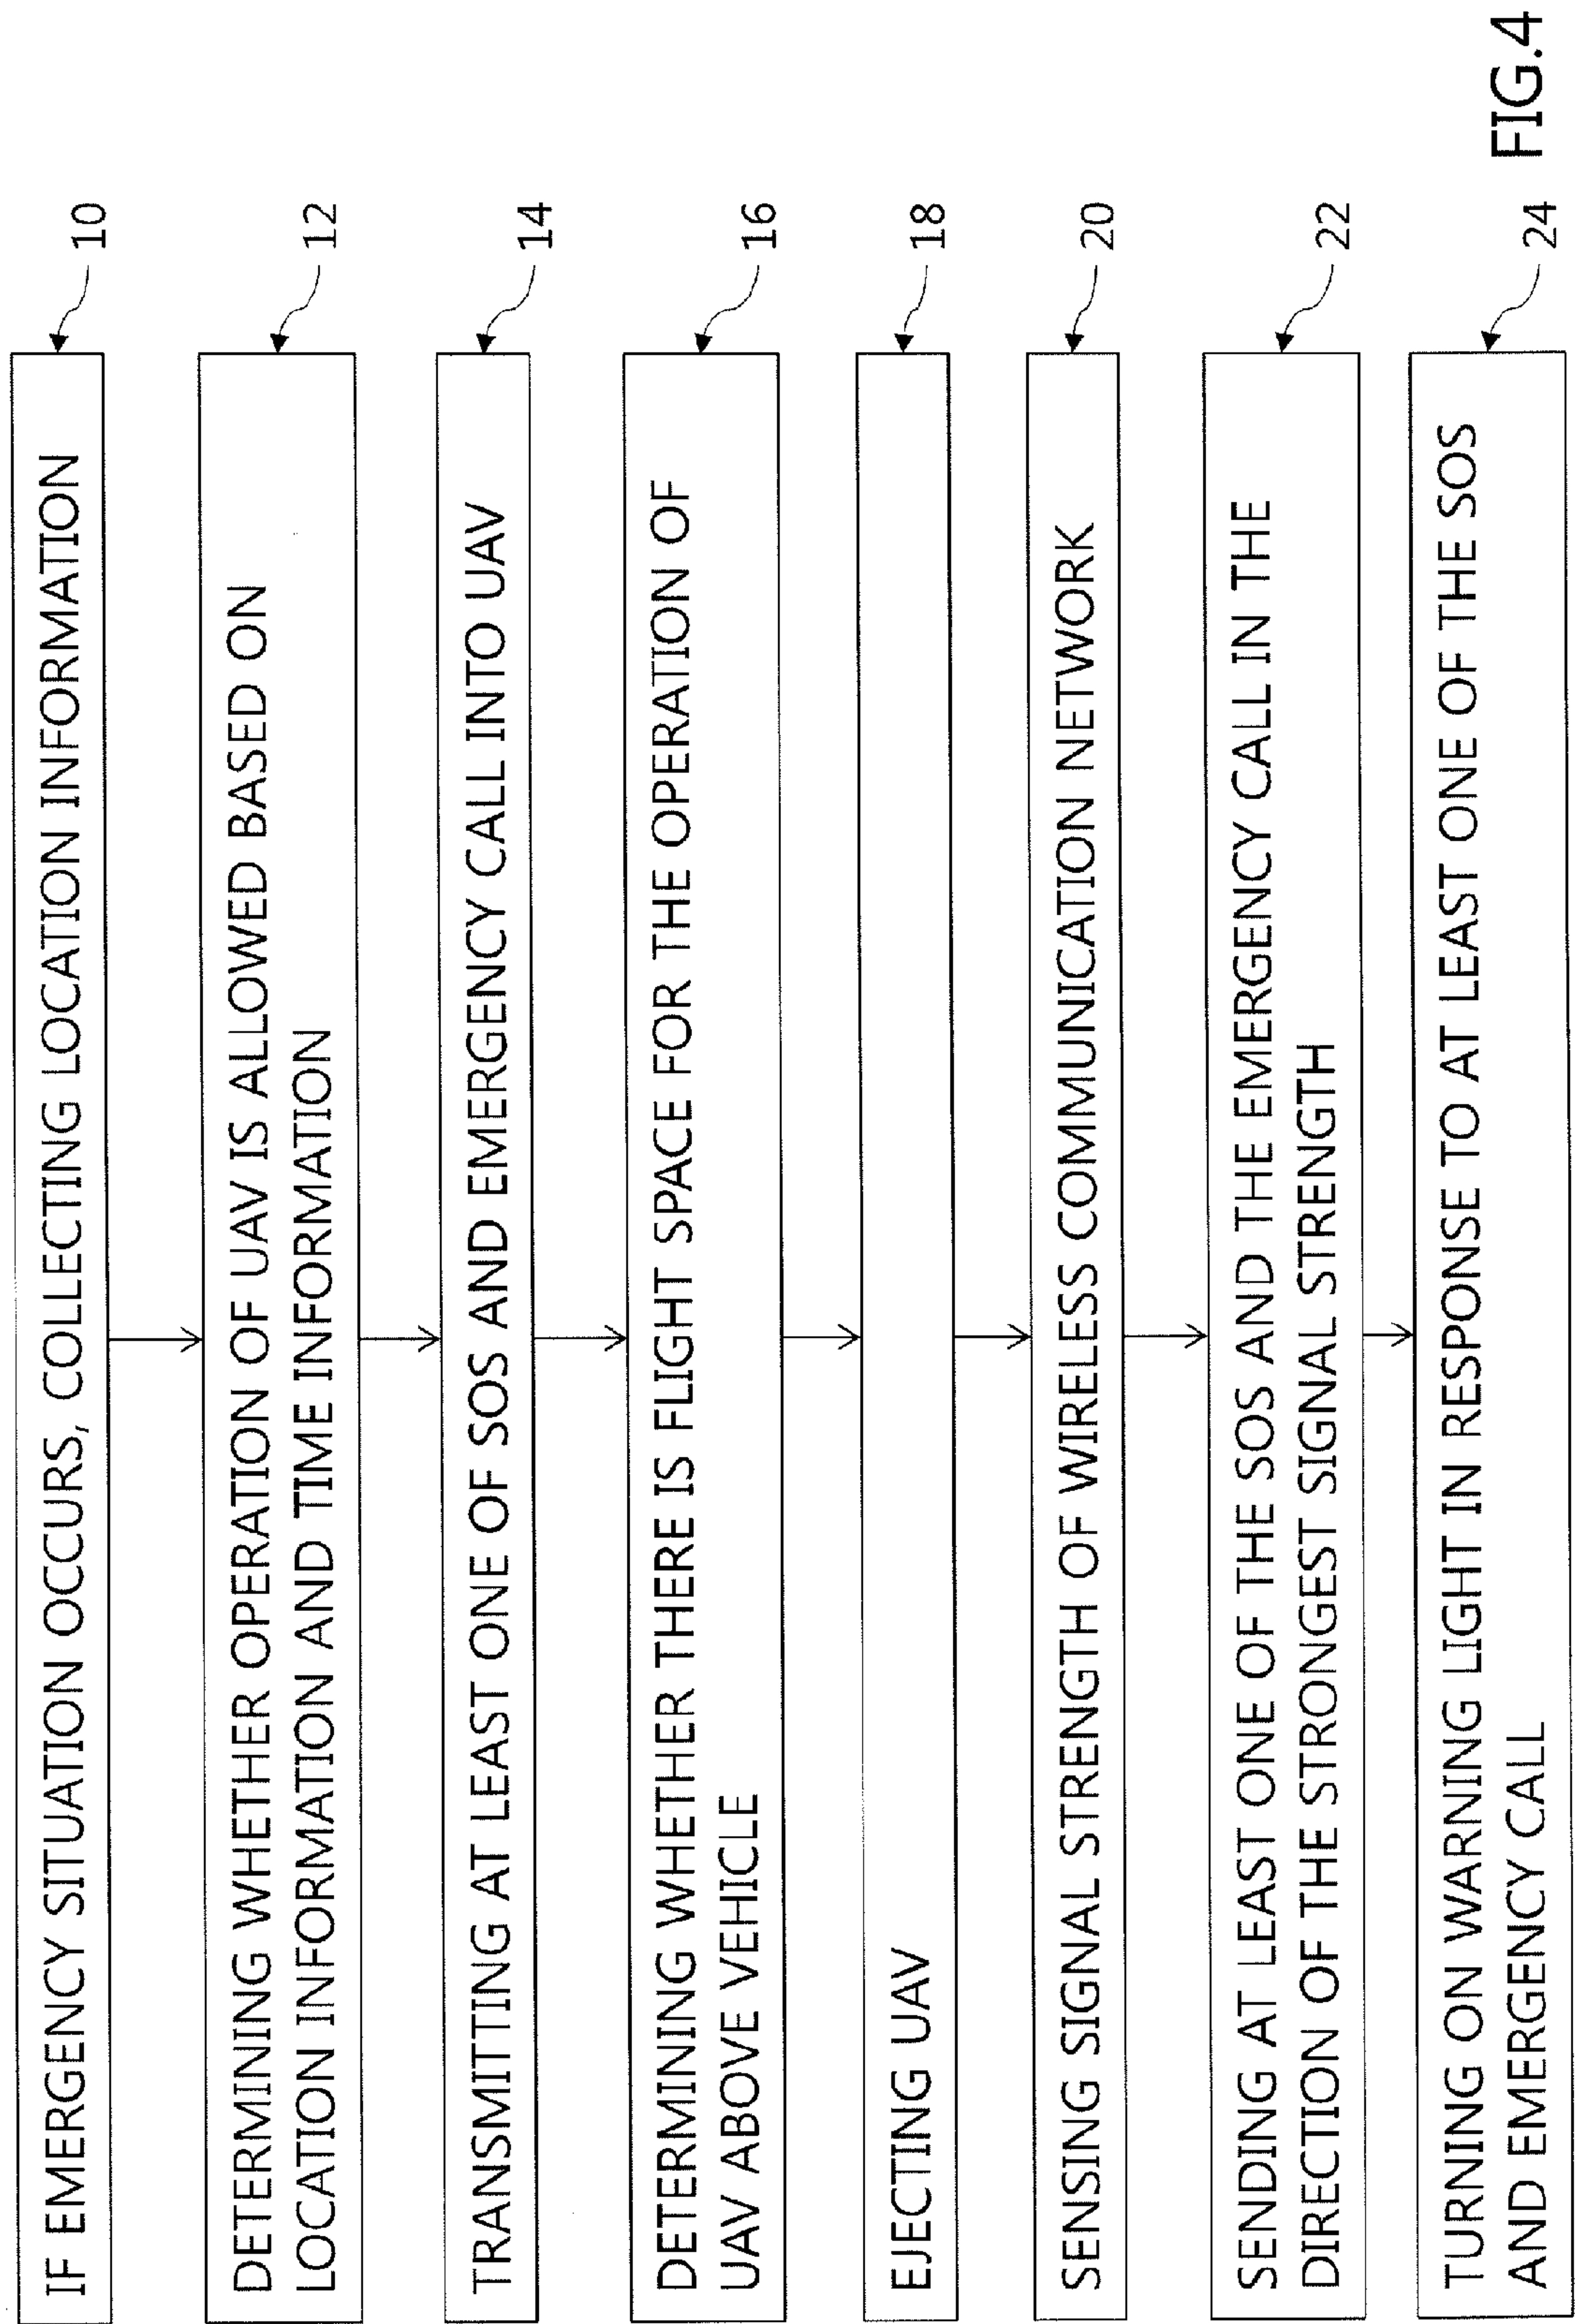 IF EMERGENCY SITUATION OCCURS, COLLECTING LOCATION INFORMATION
10
DETERMINING WHETHER OPERATION OF UAV IS ALLOWED BASED ON
LOCATION INFORMATION AND TIME INFORMATION
12
TRANSMITTING AT LEAST ONE OF SOS AND EMERGENCY CALL INTO UAV
14
DETERMINING WHETHER THERE IS FLIGHT SPACE FOR THE OPERATION OF
UAV ABOVE VEHICLE
16
EJECTING UAV
18
SENSING SIGNAL STRENGTH OF WIRELESS COMMUNICATION NETWORK
20
SENDING AT LEAST ONE OF THE SOS AND THE EMERGENCY CALL IN THE
DIRECTION OF THE STRONGEST SIGNAL STRENGTH
22
TURNING ON WARNING LIGHT IN RESPONSE TO AT LEAST ONE OF THE SOS
AND EMERGENCY CALL
24
FIG.4